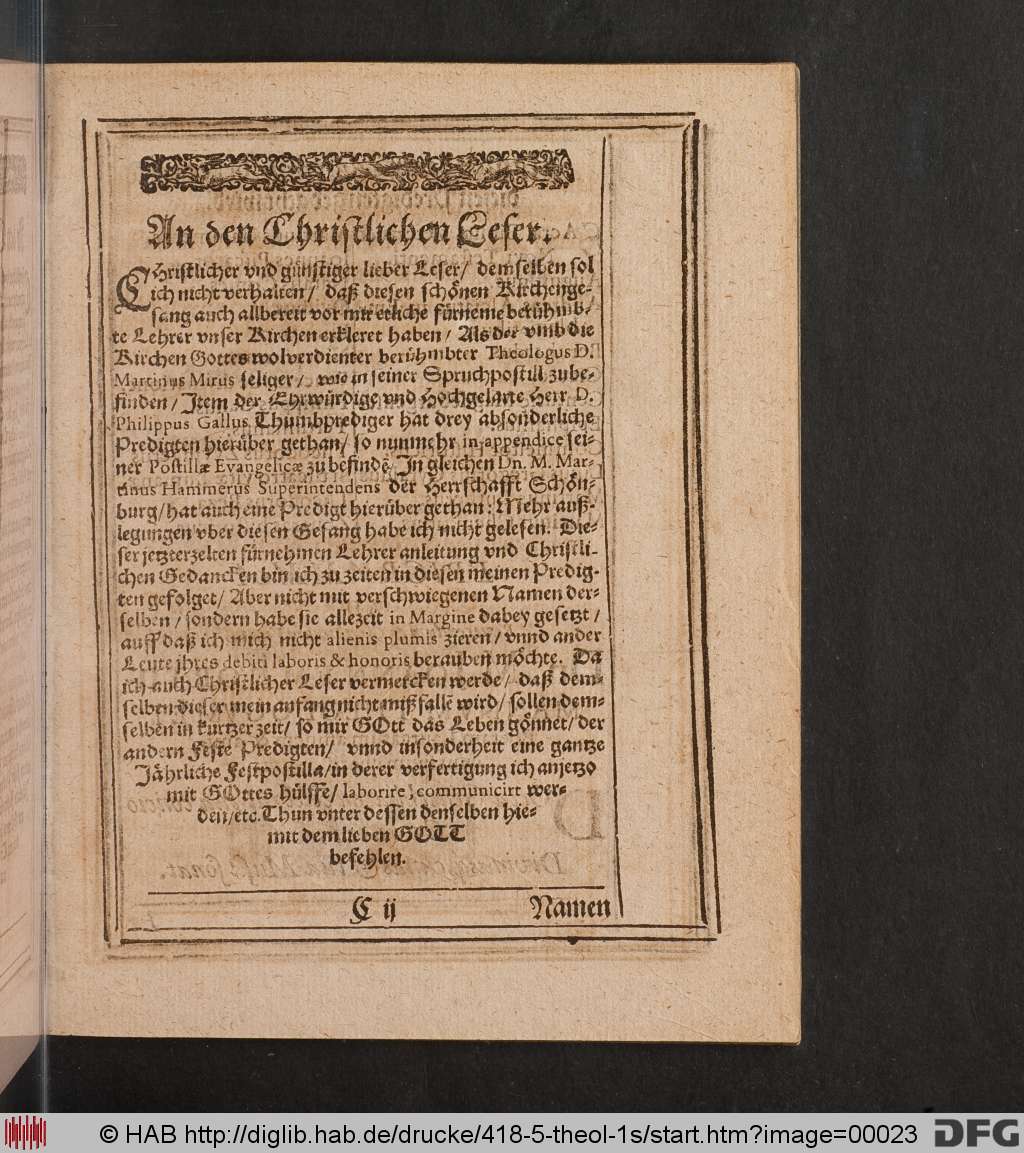 An den Christlichen Leser.
CHristlicher vnd günstiger lieber Leser/ demselben sol
ich nicht verhalten/ daß diesen schönen Kirchenge-
sang auch allbereit vor mir etliche fürneme berühmb-
te Lehrer vnser Kirchen erkleret haben/ Als der vmb die
Kirchen Gottes wolverdienter berühmbter Theologus D.
Martinus Mirus seliger/ wie in seiner Spruchpostill zube-
finden/ Item der Ehrwürdige vnd Hochgelarte Herr D.
Philippus Gallus Thumbprediger hat drey absonderliche
Predigten hierüber gethan/ so nunmehr in appendice sei-
ner Postillæ Evangelicæ zu befindẽ/ In gleichen Dn. M. Mar-
tinus Hammerus Superintendens der Herrschafft Schön-
burg/ hat auch eine Predigt hierüber gethan: Mehr auß-
legungen vber diesen Gesang habe ich nicht gelesen. Die-
ser jetzterzelten fürnehmen Lehrer anleitung vnd Christli-
chen Gedancken bin ich zu zeiten in diesen meinen Predig-
ten gefolget/ Aber nicht mit verschwiegenen Namen der-
selben/ sondern habe sie allezeit in Margine dabey gesetzt/
auff daß ich mich nicht alienis plumis zieren/ vnnd ander
Leute jhres debiti laboris & honoris berauben möchte. Da
ich auch Christlicher Leser vermercken werde/ daß dem-
selben dieser mein anfang nicht mißfallẽ wird/ sollen dem-
selben in kurtzer zeit/ so mir GOtt das Leben gönnet/ der
andern Feste Predigten/ vnnd insonderheit eine gantze
Jährliche Festpostilla/ in derer verfertigung ich anjetzo
mit GOttes hülffe/ laborire, communicirt wer-
den/ etc. Thun vnter dessen denselben hie-
mit dem lieben GOTT
befehlen.
C ij Namen
© HAB http://diglib.hab.de/drucke/418-5-theol-1s/start.htm?image=00023 DFG